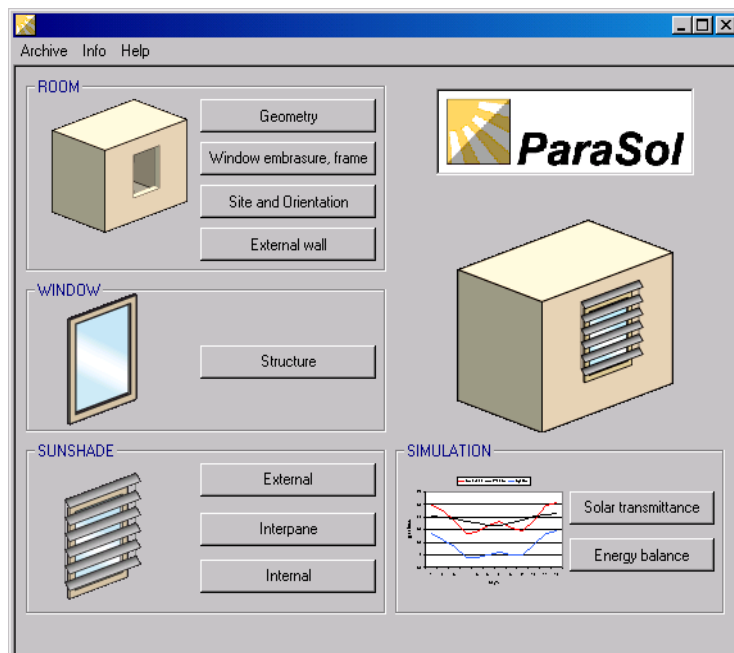 Archive Info Help
ROOM
Geometry
Window embrasure, frame
Site and Orientation
External wall
ParaSol
WINDOW
Structure
SUNSHADE
External
Interpane
Internal
SIMULATION
Solar transmittance
Energy balance